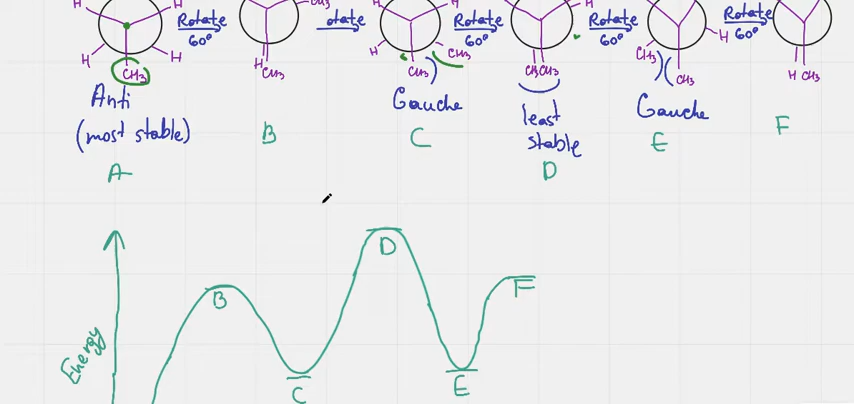 H H CH3 H H
Rotate otate Rotate Rotate Rotate
60° 60° 60° 60°
H H H CH3 CH3 H
CH3 H CH3 CH3 CH3CH3 CH3 H CH3
Anti Gauche least Gauche
(most stable) B C stable E F
A D
D
B F
Energy
C E